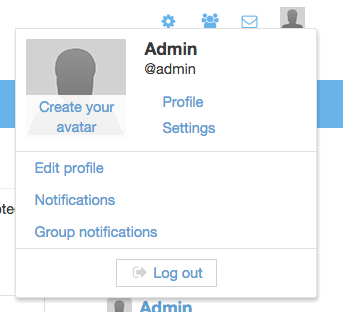 Admin
@admin
Create your
avatar
Profile
Settings
Edit profile
Notifications
Group notifications
Log out
Admin